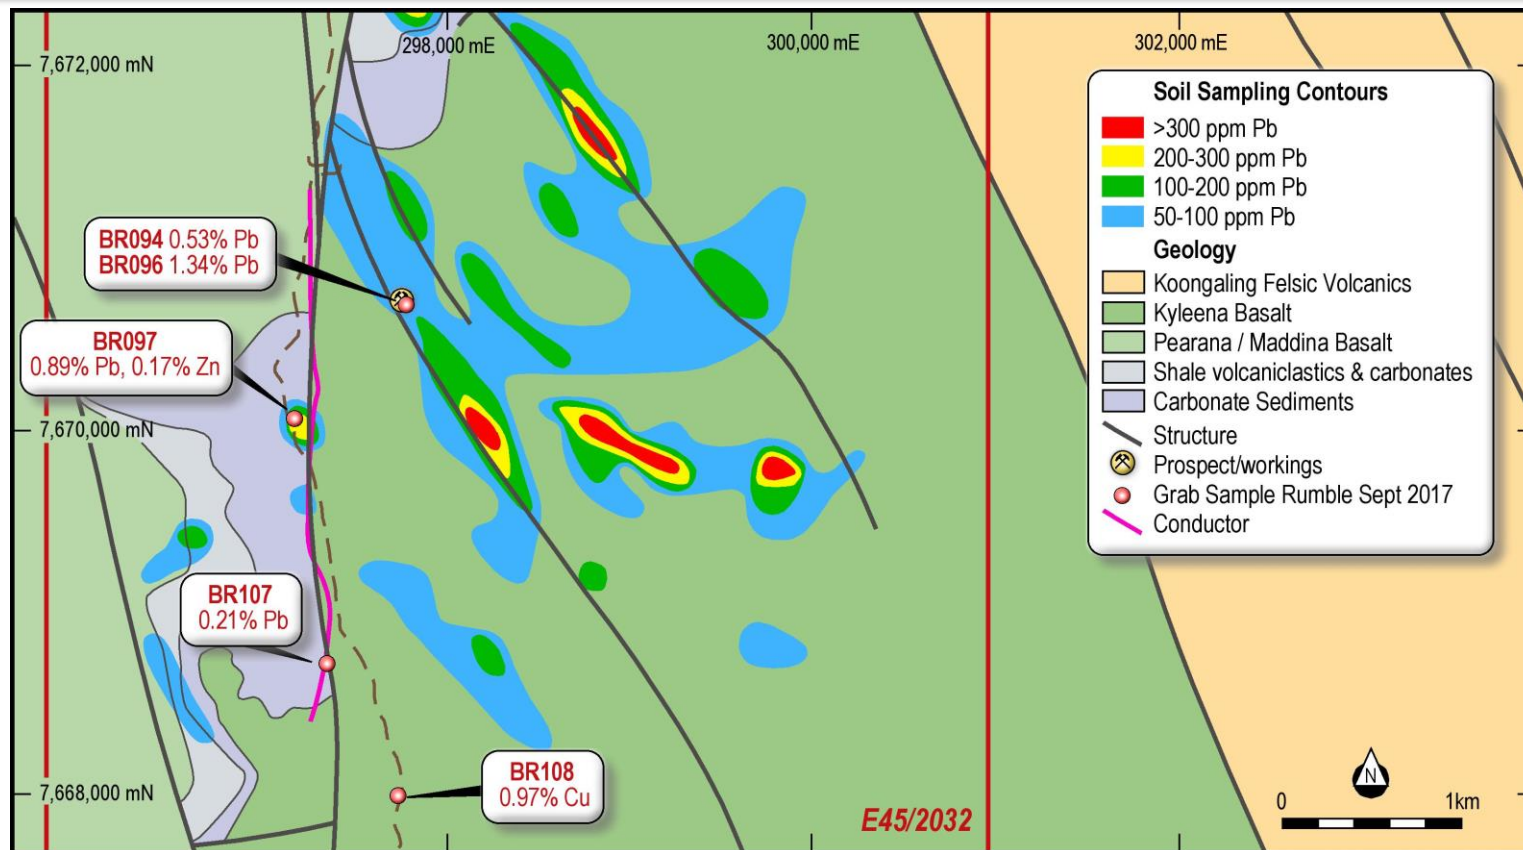 298,000 mE
300,000 mE
302,000 mE
7,672,000 mN
Soil Sampling Contours
>300 ppm Pb
200-300 ppm Pb
100-200 ppm Pb
50-100 ppm Pb
Geology
Koongaling Felsic Volcanics
Kyleena Basalt
Pearana / Maddina Basalt
Shale volcaniclastics & carbonates
Carbonate Sediments
Structure
Prospect/workings
Grab Sample Rumble Sept 2017
Conductor
BR094 0.53% Pb
BR096 1.34% Pb
BR097
0.89% Pb, 0.17% Zn
7,670,000 mN
BR107
0.21% Pb
BR108
0.97% Cu
7,668,000 mN
E45/2032
N
0 1km